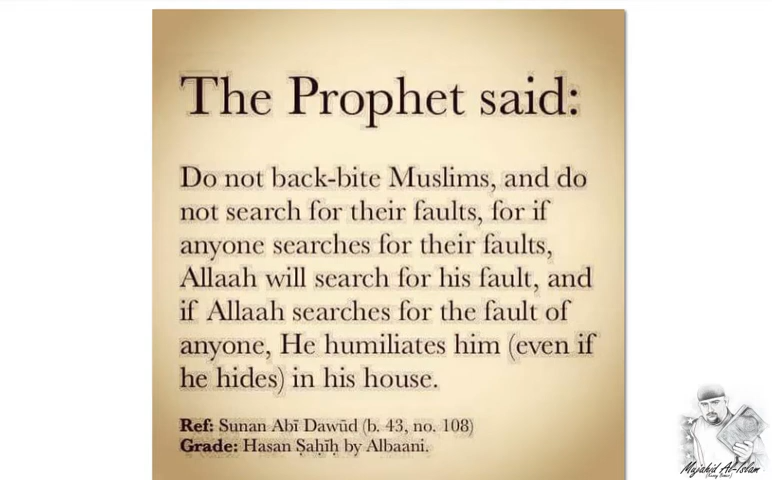 The Prophet said:
Do not back-bite Muslims, and do
not search for their faults, for if
anyone searches for their faults,
Allaah will search for his fault, and
if Allaah searches for the fault of
anyone, He humiliates him (even if
he hides) in his house.
Ref: Sunan Abī Dawūd (b. 43, no. 108)
Grade: Hasan Ṣaḥīḥ by Albaani.
Mujahid Al-Islam